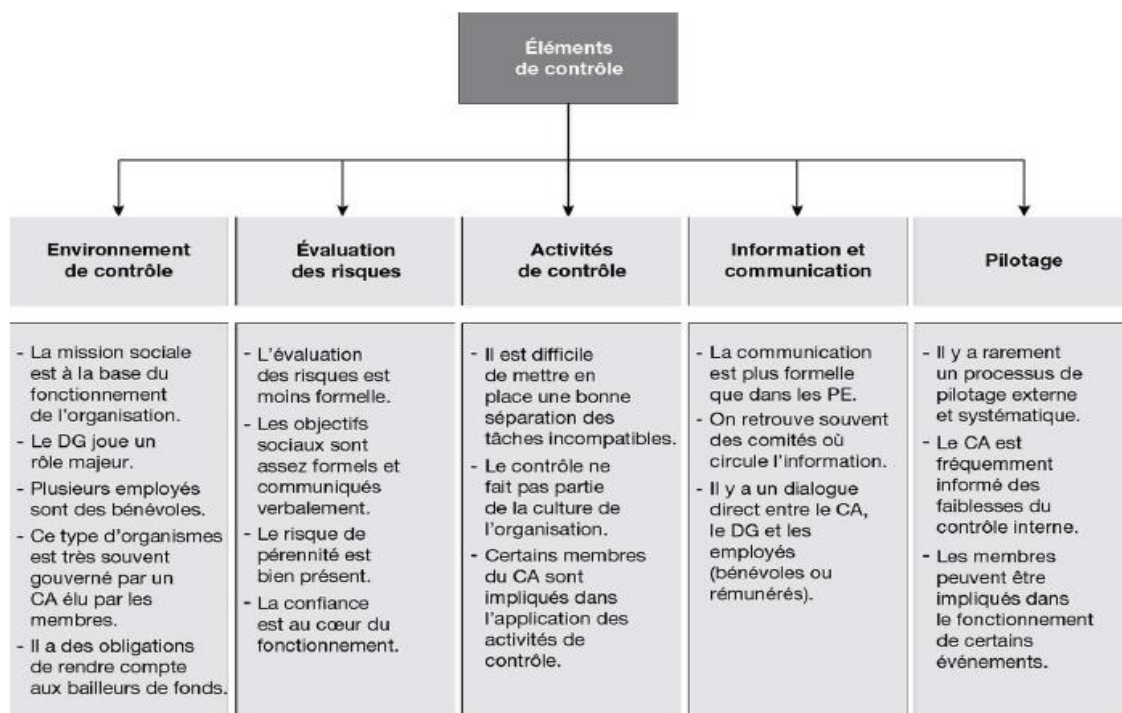 Éléments
de contrôle
Environnement
de contrôle
- La mission sociale
est à la base du
fonctionnement
de l'organisation.
- Le DG joue un
rôle majeur.
- Plusieurs employés
sont des bénévoles.
- Ce type d'organismes
est très souvent
gouverné par un
CA élu par les
membres.
- Il a des obligations
de rendre compte
aux bailleurs de fonds.
Évaluation
des risques
- L'évaluation
des risques est
moins formelle.
- Les objectifs
sociaux sont
assez formels et
communiqués
verbalement.
- Le risque de
pérennité est
bien présent.
- La confiance
est au cœur du
fonctionnement.
Activités
de contrôle
- Il est difficile
de mettre en
place une bonne
séparation des
tâches incompatibles.
- Le contrôle ne
fait pas partie
de la culture de
l'organisation.
- Certains membres
du CA sont
impliqués dans
l'application des
activités de
contrôle.
Information et
communication
- La communication
est plus formelle
que dans les PE.
- On retrouve souvent
des comités où
circule l'information.
- Il y a un dialogue
direct entre le CA,
le DG et les
employés
(bénévoles ou
rémunérés).
Pilotage
- Il y a rarement
un processus de
pilotage externe
et systématique.
- Le CA est
fréquemment
informé des
faiblesses du
contrôle interne.
- Les membres
peuvent être
impliqués dans
le fonctionnement
de certains
événements.